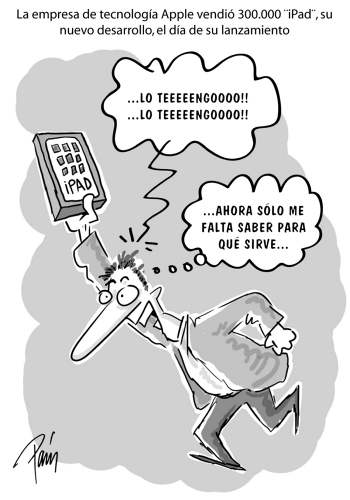 La empresa de tecnología Apple vendió 300.000 ¨iPad¨, su
nuevo desarrollo, el día de su lanzamiento
...LO TEEEEENGOOOO!!
...LO TEEEEENGOOOO!!
iPAD
...AHORA SÓLO ME
FALTA SABER PARA
QUÉ SIRVE...